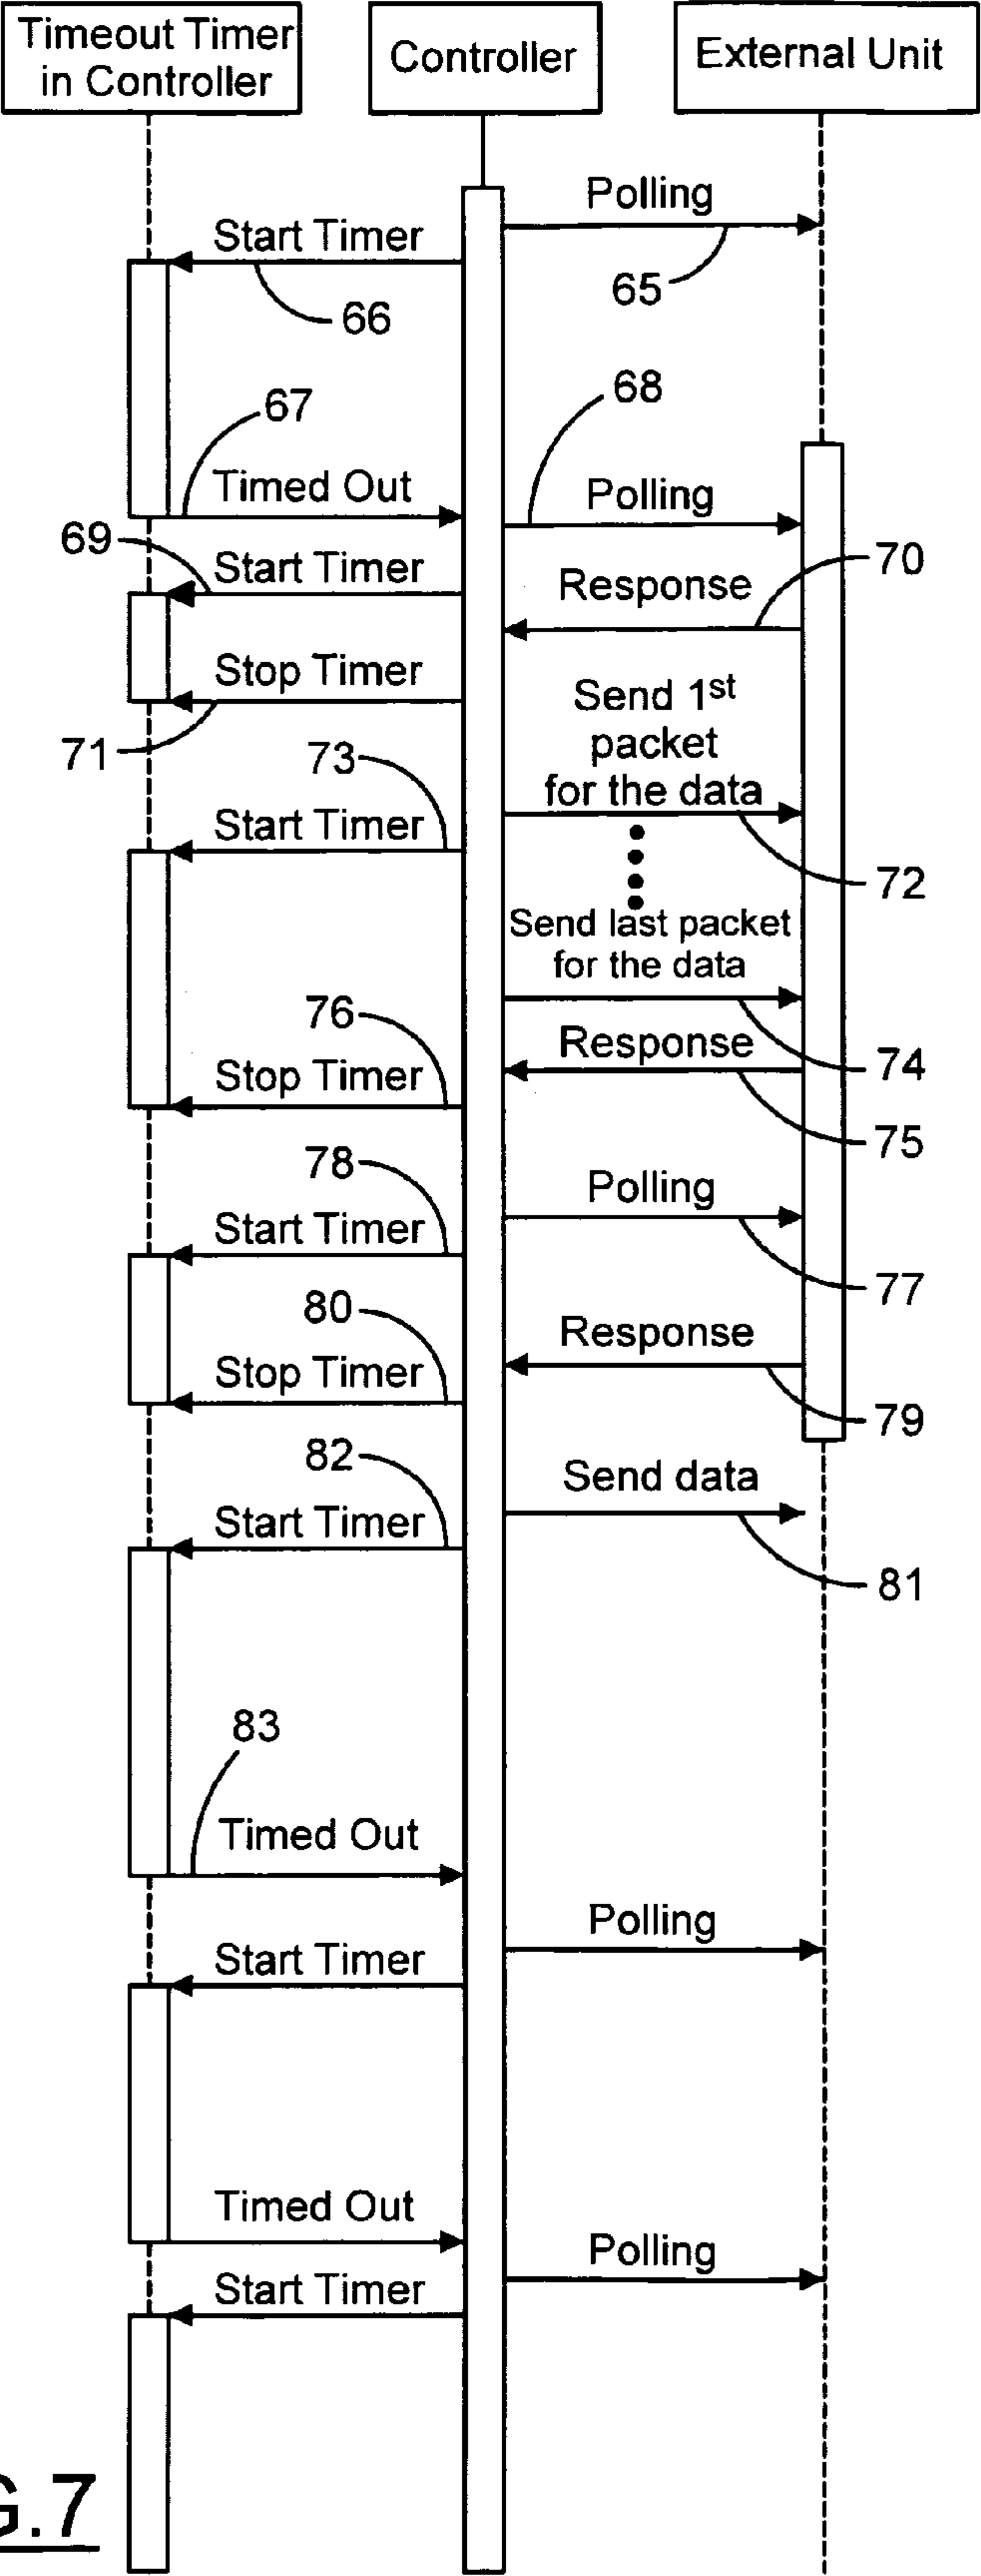 Timeout Timer
in Controller
Controller
External Unit
Polling
65
Start Timer
66
67
68
Timed Out
Polling
69
Start Timer
70
Response
Stop Timer
71
Send 1st
packet
for the data
73
Start Timer
72
Send last packet
for the data
76
Response
74
Stop Timer
75
78
Polling
Start Timer
77
80
Response
Stop Timer
79
82
Send data
Start Timer
81
83
Timed Out
Polling
Start Timer
Timed Out
Polling
Start Timer
G.7